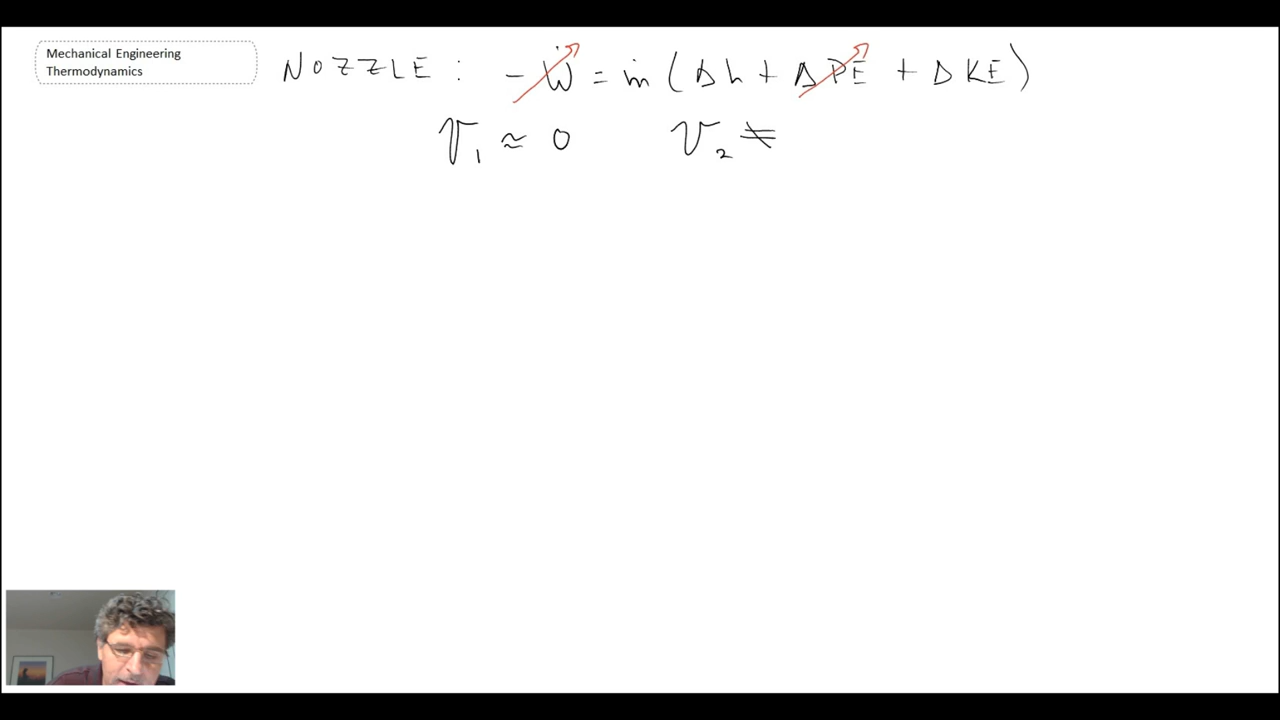 Mechanical Engineering
Thermodynamics
NOZZLE : - Ẇ = ṁ ( Δh + ΔPE + ΔKE )
V₁ ≈ 0 V₂ ≠